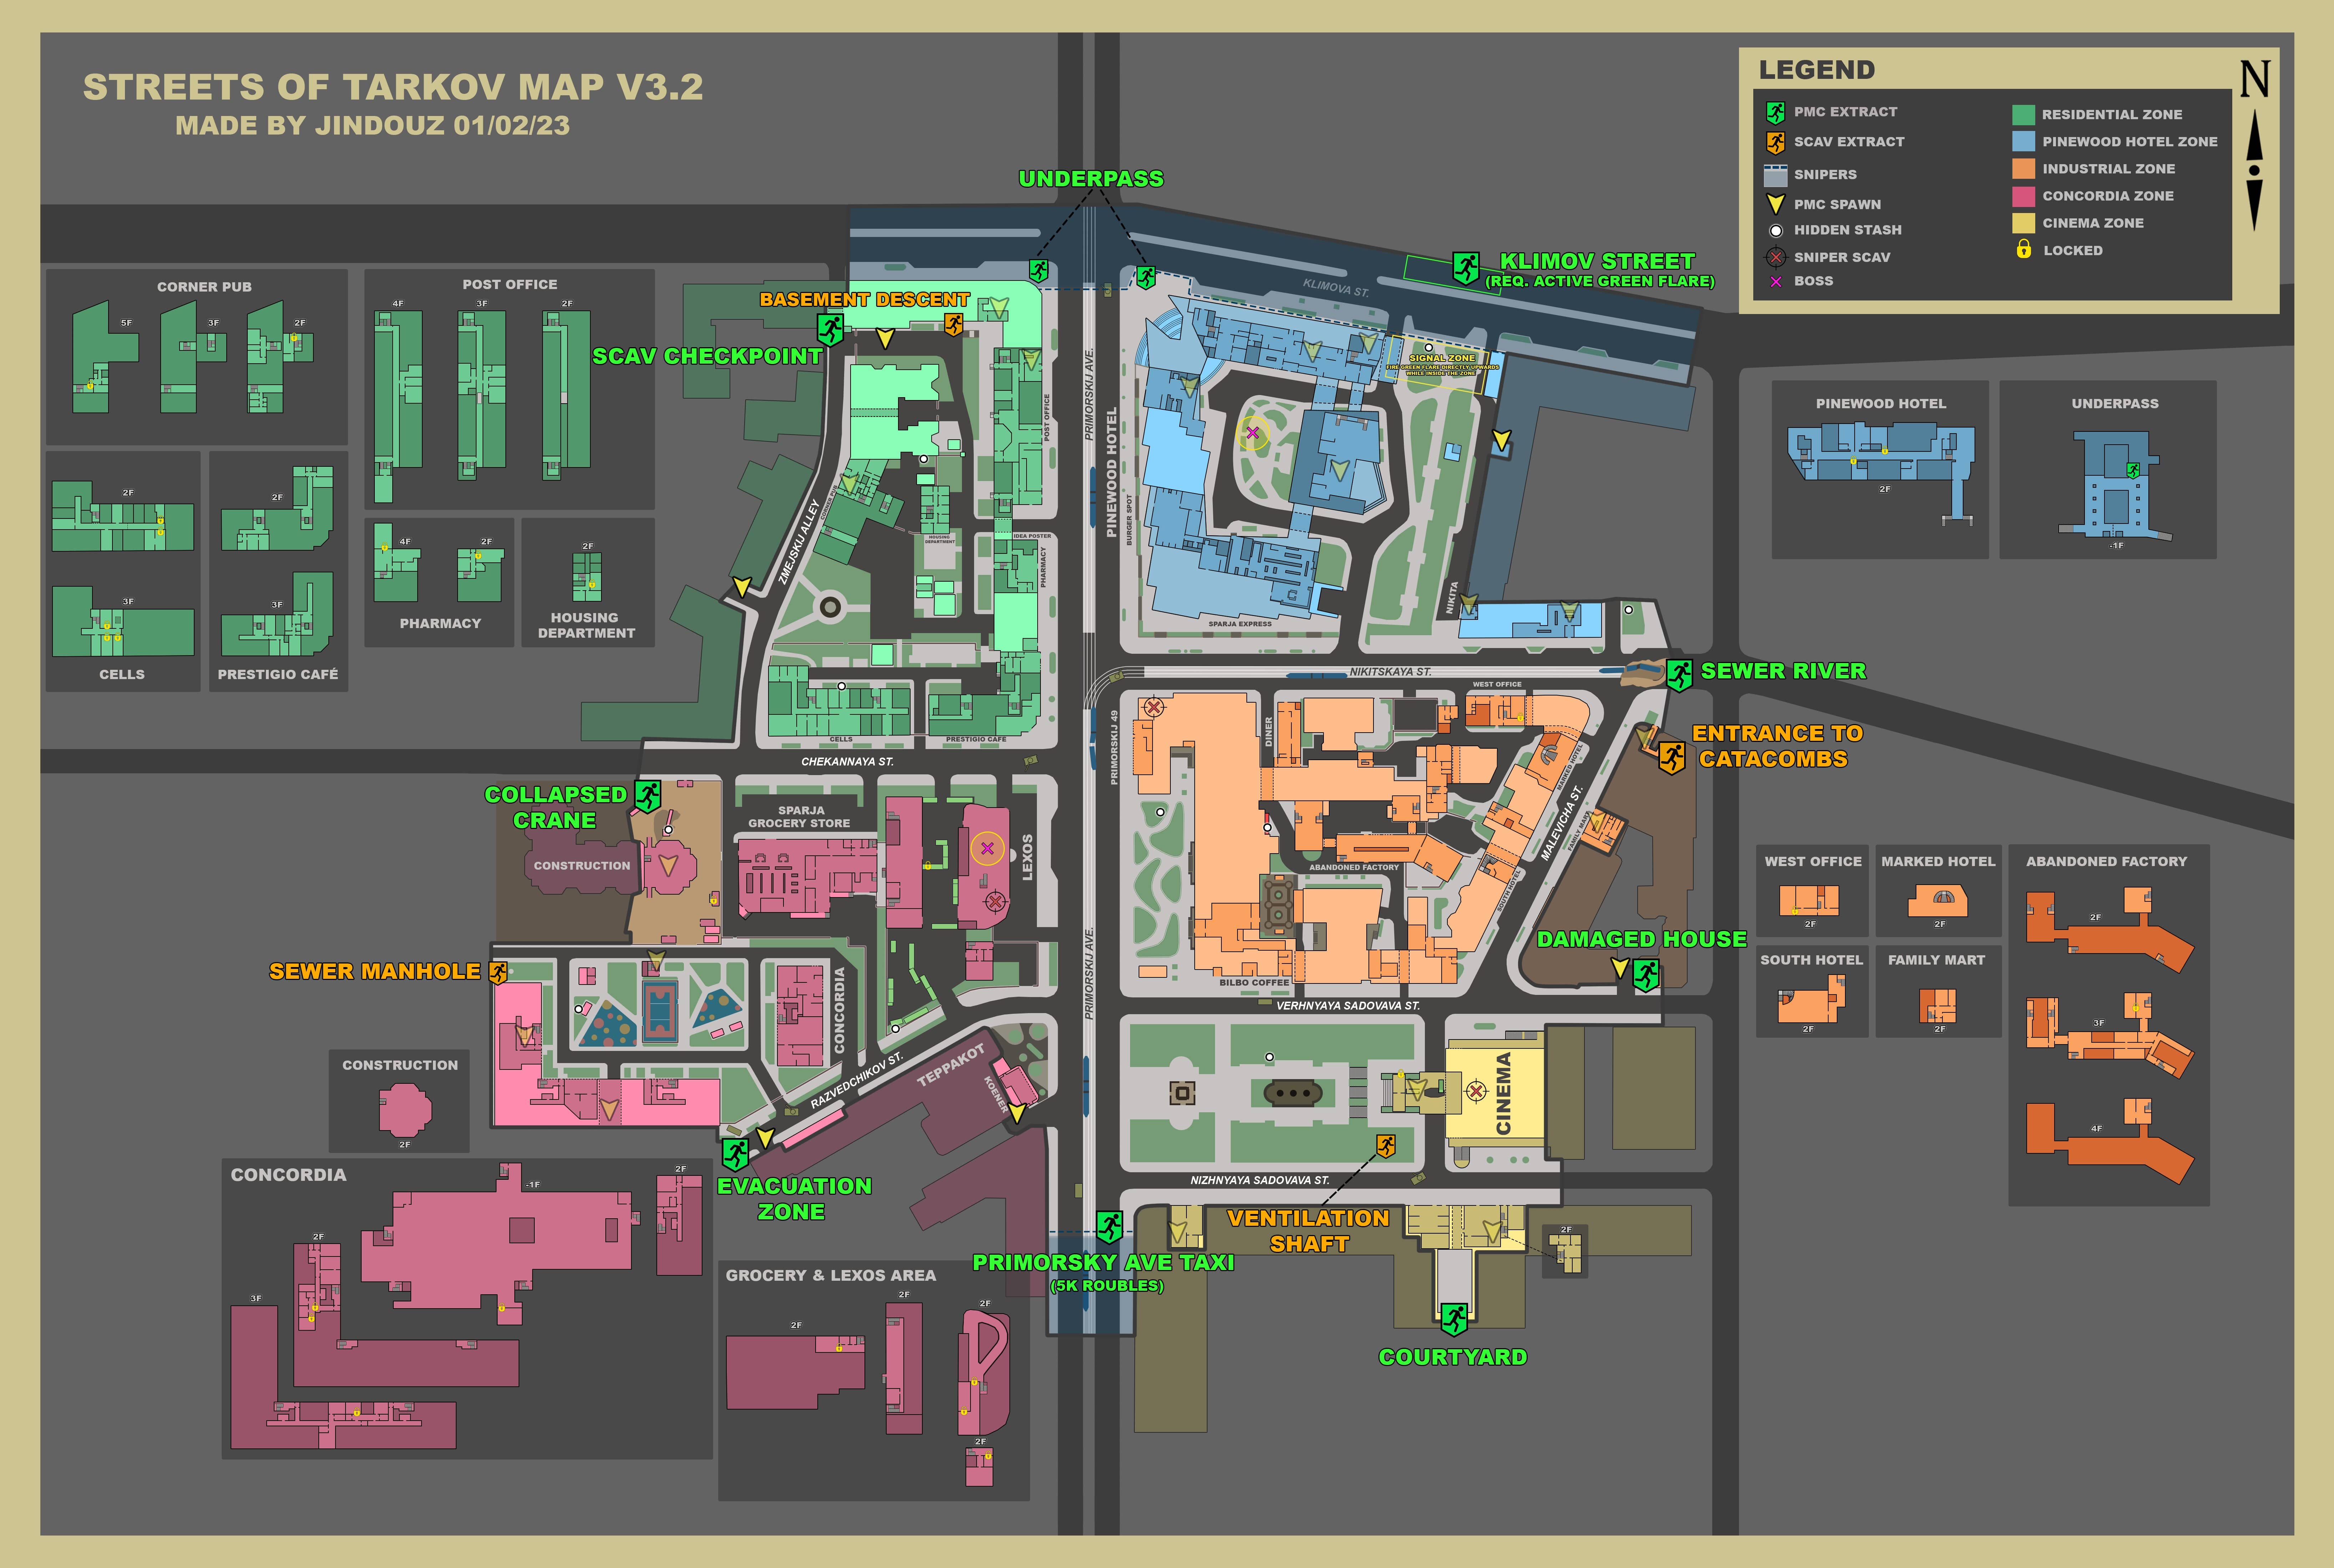 STREETS OF TARKOV MAP V3.2
MADE BY JINDOUZ 01/02/23
LEGEND
N
PMC EXTRACT
SCAV EXTRACT
SNIPERS
PMC SPAWN
HIDDEN STASH
SNIPER SCAV
BOSS
RESIDENTIAL ZONE
PINEWOOD HOTEL ZONE
INDUSTRIAL ZONE
CONCORDIA ZONE
CINEMA ZONE
LOCKED
UNDERPASS
KLIMOV STREET
(REQ. ACTIVE GREEN FLARE)
KLIMOVA ST.
BASEMENT DESCENT
SCAV CHECKPOINT
SIGNAL ZONE
FIRE GREEN FLARE DIRECTLY UPWARDS
WHILE INSIDE THE ZONE
CORNER PUB
5F
3F
2F
POST OFFICE
4F
3F
2F
2F
3F
CELLS
2F
3F
PRESTIGIO CAFÉ
4F
2F
PHARMACY
2F
HOUSING
DEPARTMENT
PRIMORSKIJ AVE.
POST OFFICE
PINEWOOD HOTEL
BURGER SPOT
ZMEJSKIJ ALLEY
CORNER PUB
HOUSING
DEPARTMENT
IDEA POSTER
PHARMACY
NIKITA
SPARJA EXPRESS
PINEWOOD HOTEL
2F
UNDERPASS
-1F
NIKITSKAYA ST.
SEWER RIVER
WEST OFFICE
CELLS
PRESTIGIO CAFE
CHEKANNAYA ST.
PRIMORSKIJ 49
DINER
MARKED HOTEL
ENTRANCE TO
CATACOMBS
MALEVICHA ST.
FAMILY MART
COLLAPSED
CRANE
CONSTRUCTION
SPARJA
GROCERY STORE
LEXOS
ABANDONED FACTORY
SOUTH HOTEL
DAMAGED HOUSE
WEST OFFICE
2F
MARKED HOTEL
2F
SOUTH HOTEL
2F
FAMILY MART
2F
ABANDONED FACTORY
2F
3F
4F
SEWER MANHOLE
CONCORDIA
PRIMORSKIJ AVE.
BILBO COFFEE
VERHNYAYA SADOVAVA ST.
RAZVEDCHIKOV ST.
TEPPAKOT
KOENER
CINEMA
CONSTRUCTION
2F
EVACUATION
ZONE
NIZHNYAYA SADOVAVA ST.
VENTILATION
SHAFT
2F
PRIMORSKY AVE TAXI
(5K ROUBLES)
COURTYARD
CONCORDIA
-1F
2F
2F
3F
GROCERY & LEXOS AREA
2F
2F
2F
2F